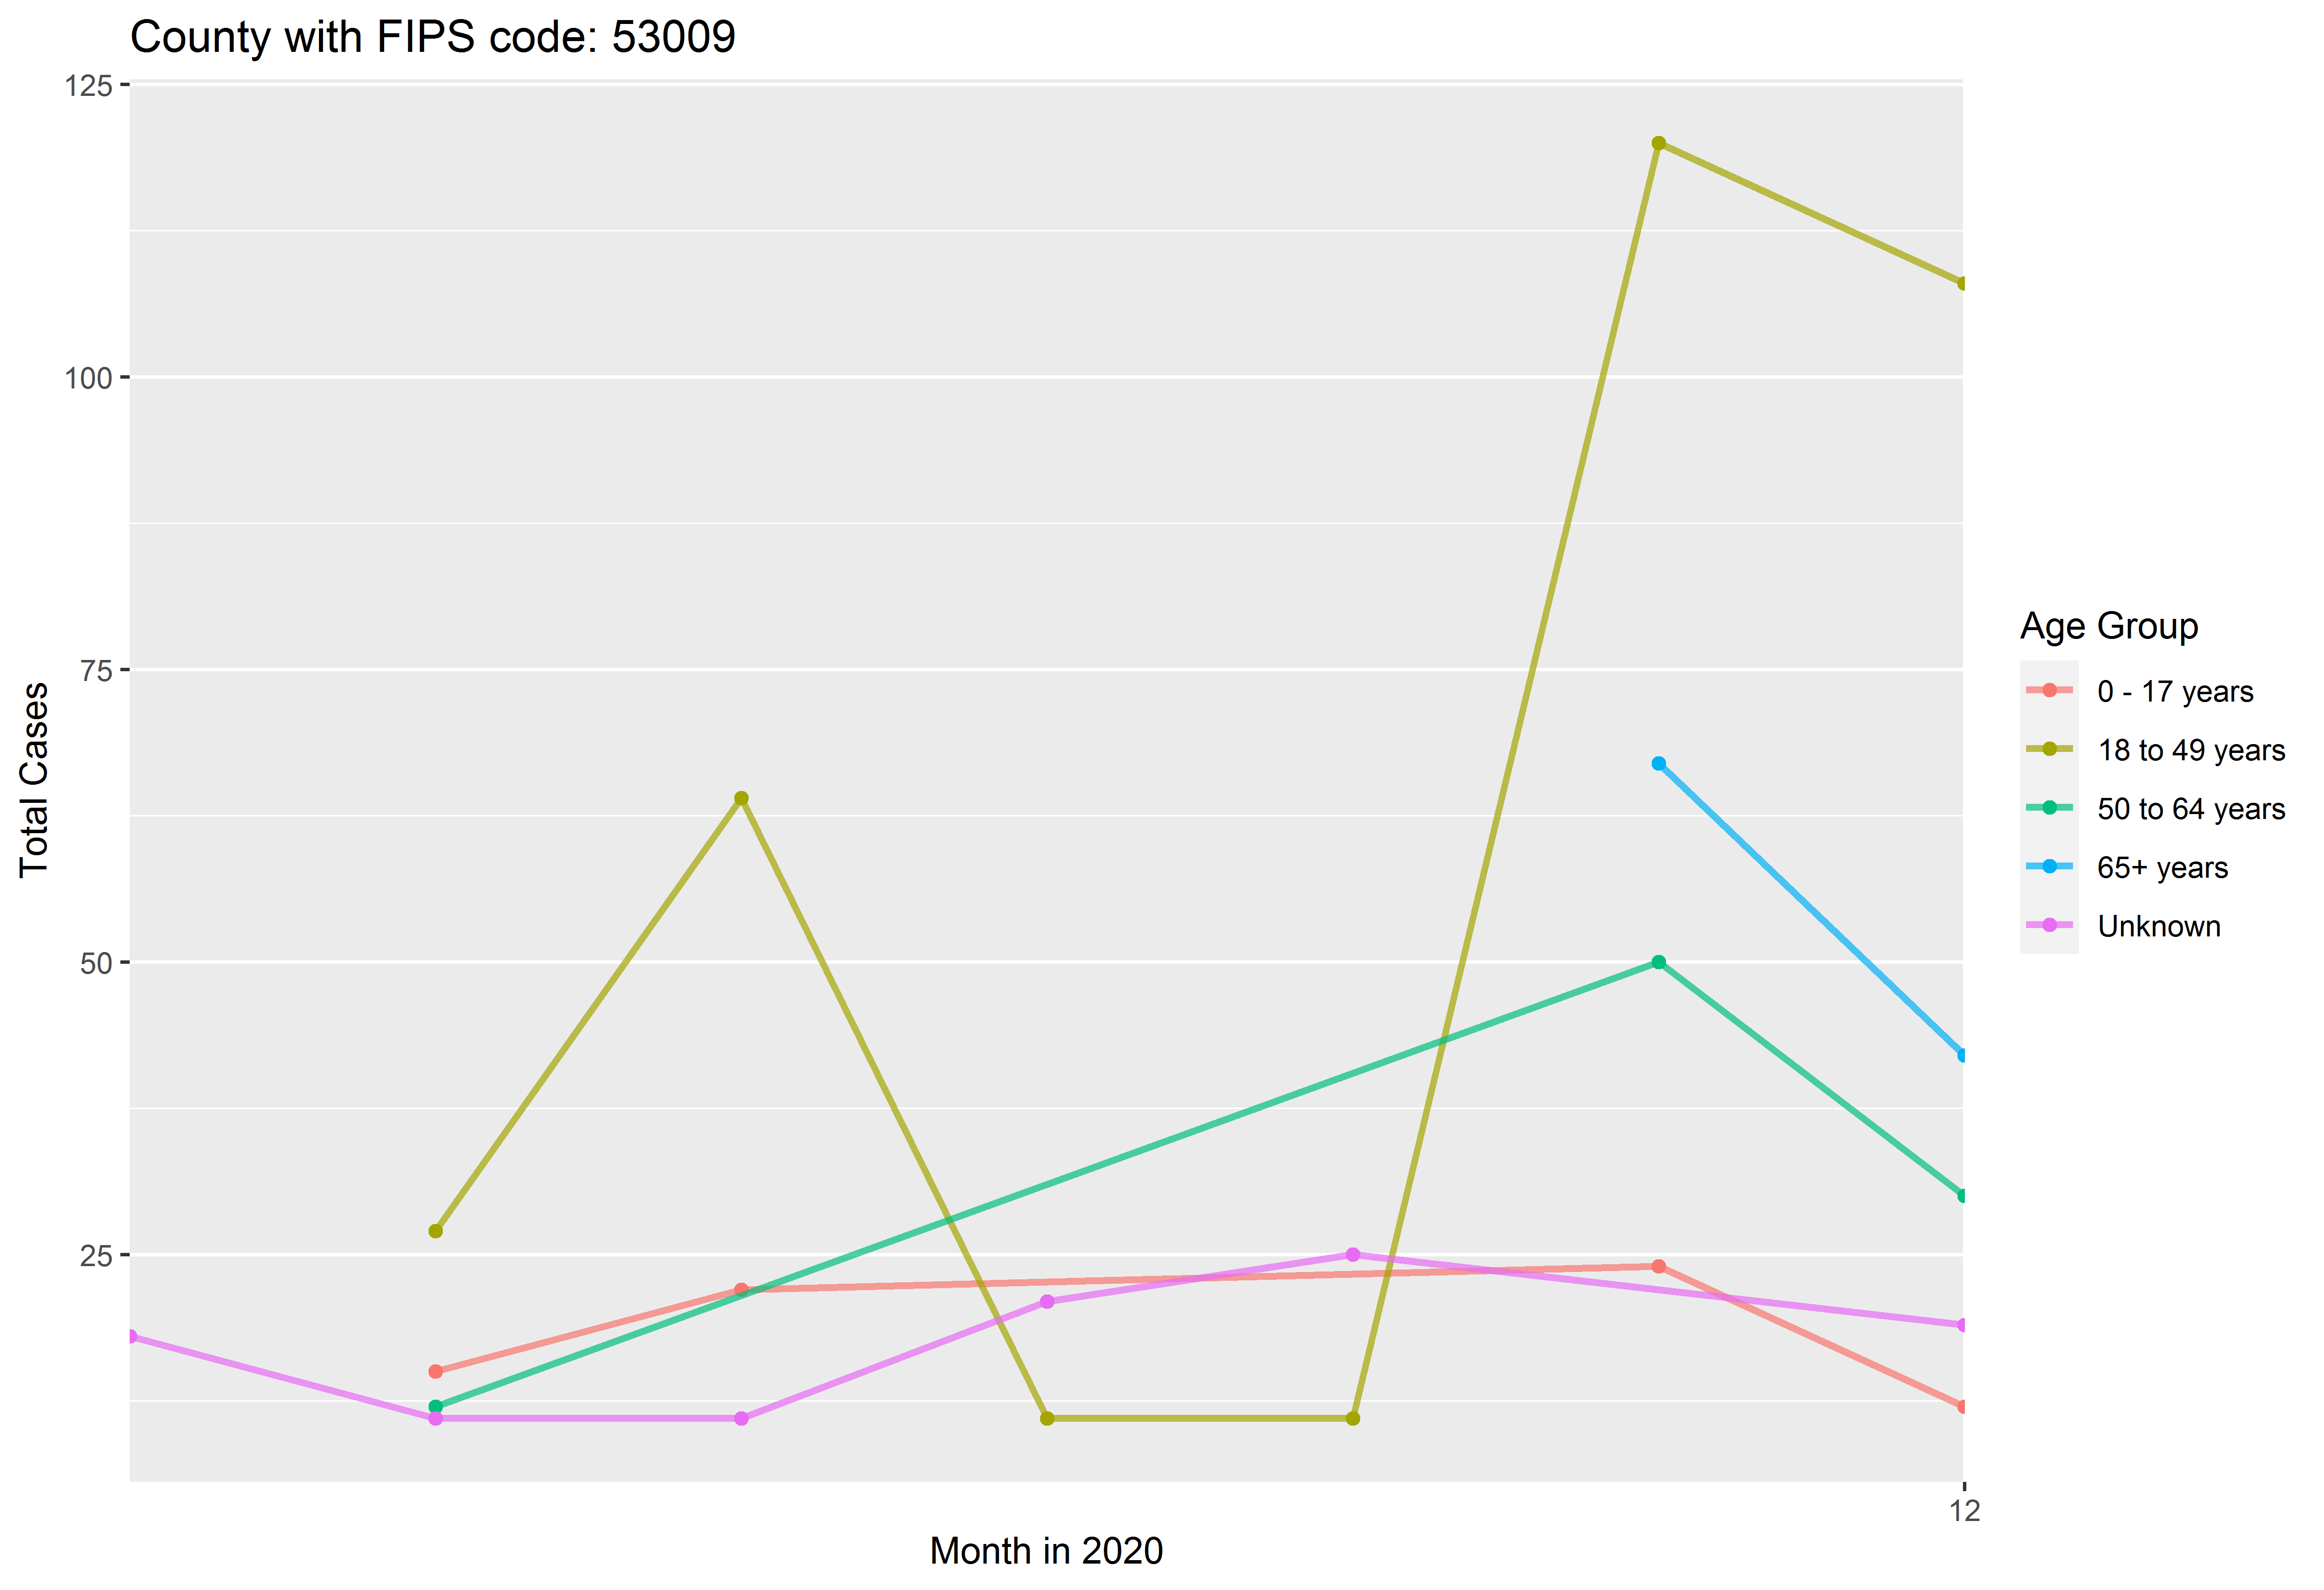 County with FIPS code: 53009
125
100
75
50
25
Total Cases
12
Month in 2020
Age Group
0 - 17 years
18 to 49 years
50 to 64 years
65+ years
Unknown